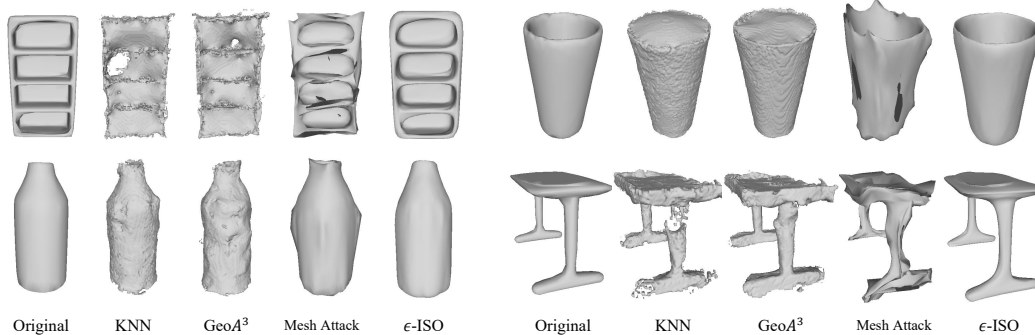 Original KNN GeoA³ Mesh Attack ϵ-ISO Original KNN GeoA³ Mesh Attack ϵ-ISO